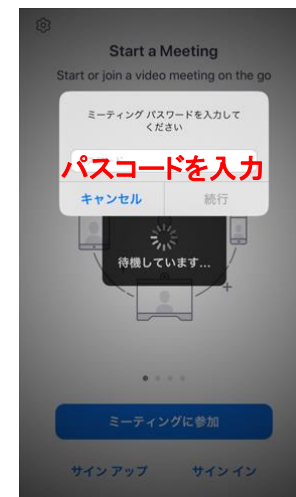 Start a Meeting
Start or join a video meeting on the go
ミーティング パスワードを入力して
ください
パスコードを入力
キャンセル 続行
待機しています...
ミーティングに参加
サインアップ サインイン